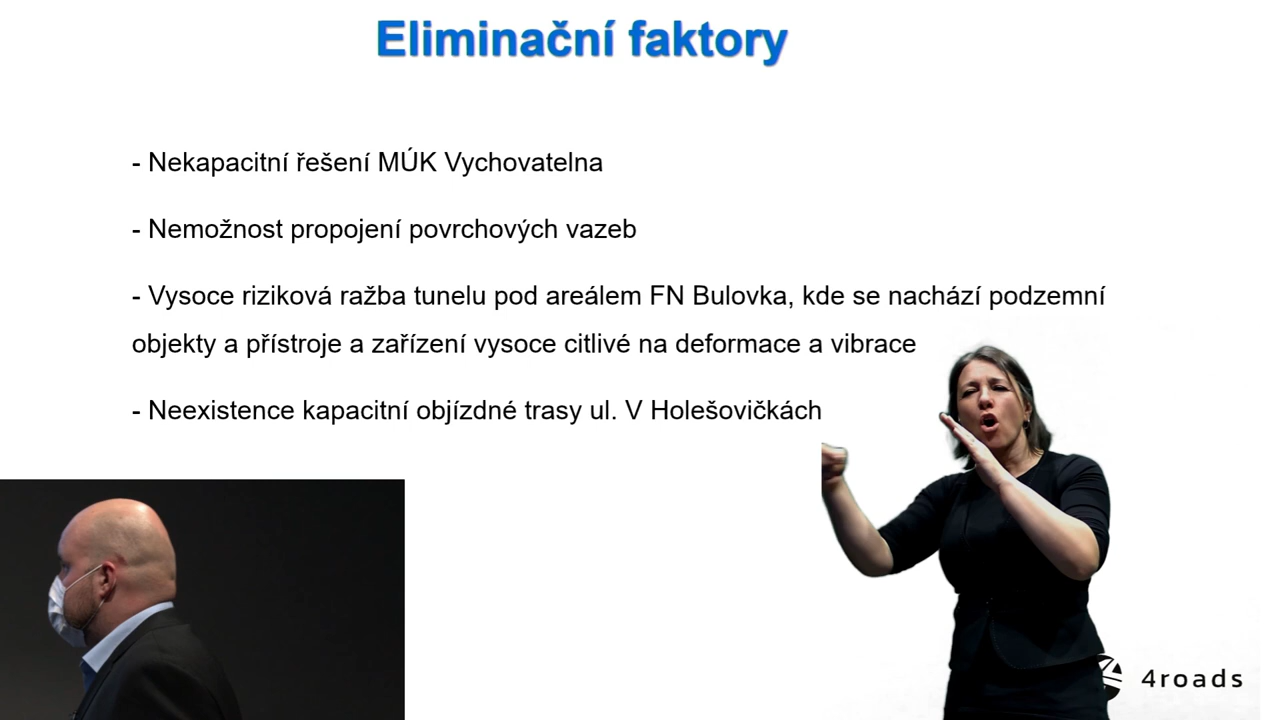 Eliminační faktory
- Nekapacitní řešení MÚK Vychovatelna
- Nemožnost propojení povrchových vazeb
- Vysoce riziková ražba tunelu pod areálem FN Bulovka, kde se nachází podzemní
objekty a přístroje a zařízení vysoce citlivé na deformace a vibrace
- Neexistence kapacitní objízdné trasy ul. V Holešovičkách
4roads